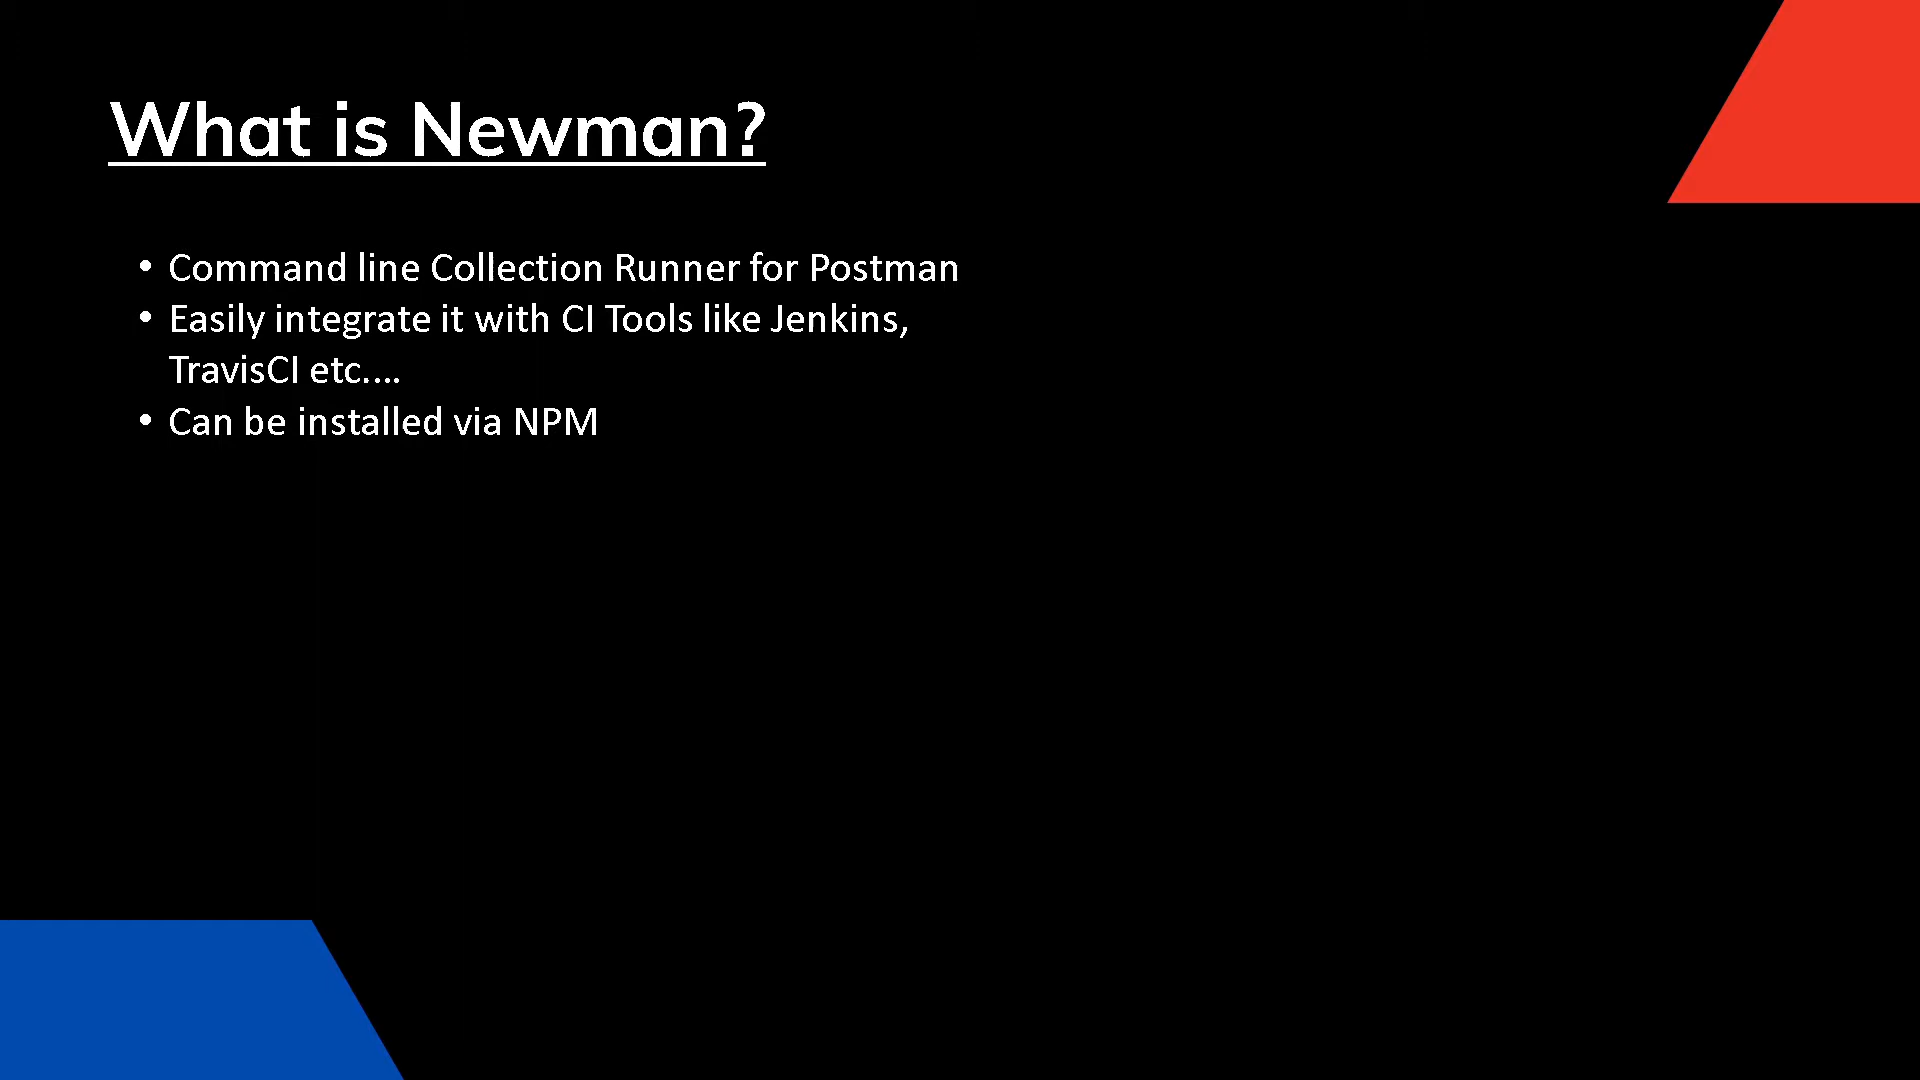 What is Newman?
• Command line Collection Runner for Postman
• Easily integrate it with CI Tools like Jenkins,
TravisCI etc....
• Can be installed via NPM